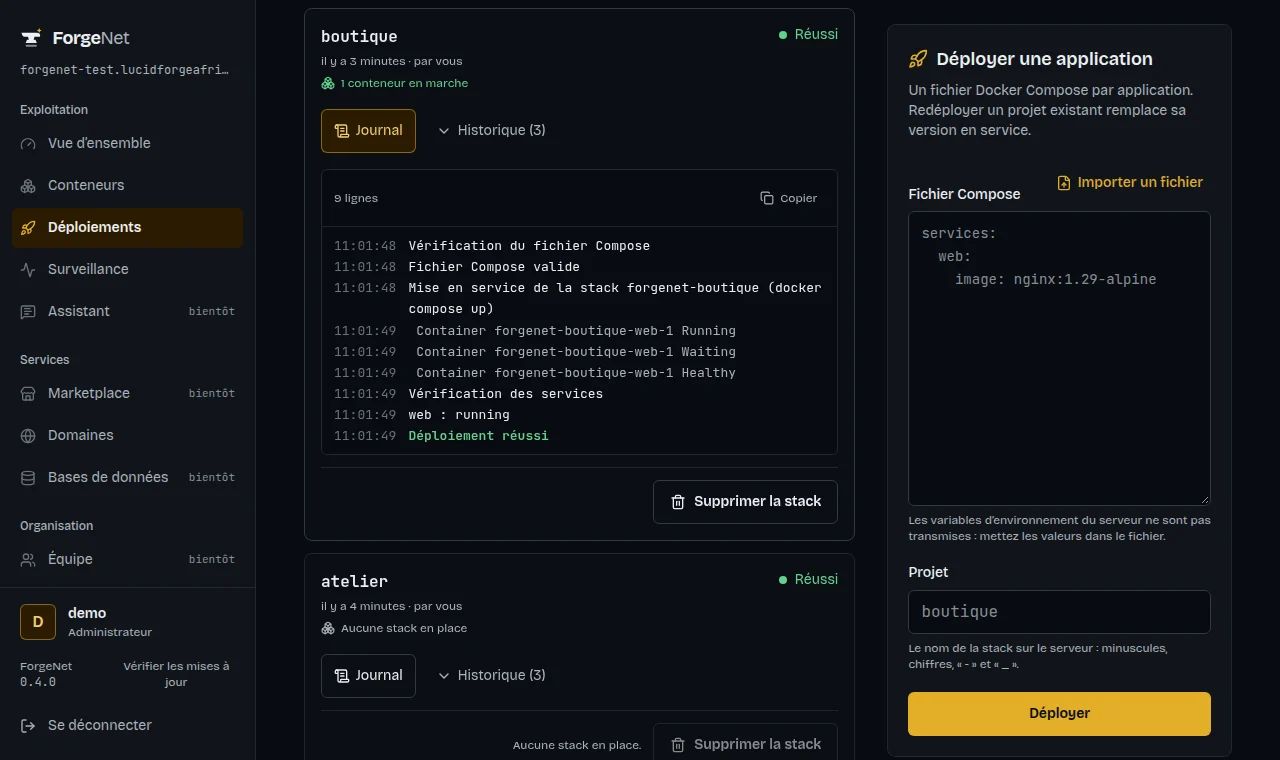 ForgeNet
forgenet-test.lucidforgeafri…
Exploitation
Vue d'ensemble
Conteneurs
Déploiements
Surveillance
Assistant bientôt
Services
Marketplace bientôt
Domaines
Bases de données bientôt
Organisation
Équipe bientôt
D
demo
Administrateur
ForgeNet
0.4.0
Vérifier les mises à
jour
Se déconnecter
boutique
Réussi
il y a 3 minutes · par vous
1 conteneur en marche
Journal
Historique (3)
9 lignes
Copier
11:01:48 Vérification du fichier Compose
11:01:48 Fichier Compose valide
11:01:48 Mise en service de la stack forgenet-boutique (docker
compose up)
11:01:49 Container forgenet-boutique-web-1 Running
11:01:49 Container forgenet-boutique-web-1 Waiting
11:01:49 Container forgenet-boutique-web-1 Healthy
11:01:49 Vérification des services
11:01:49 web : running
11:01:49 Déploiement réussi
Supprimer la stack
atelier
Réussi
il y a 4 minutes · par vous
Aucune stack en place
Journal
Historique (3)
Aucune stack en place.
Supprimer la stack
Déployer une application
Un fichier Docker Compose par application.
Redéployer un projet existant remplace sa
version en service.
Importer un fichier
Fichier Compose
services:
web:
image: nginx:1.29-alpine
Les variables d'environnement du serveur ne sont pas
transmises : mettez les valeurs dans le fichier.
Projet
boutique
Le nom de la stack sur le serveur : minuscules,
chiffres, « - » et « _ ».
Déployer